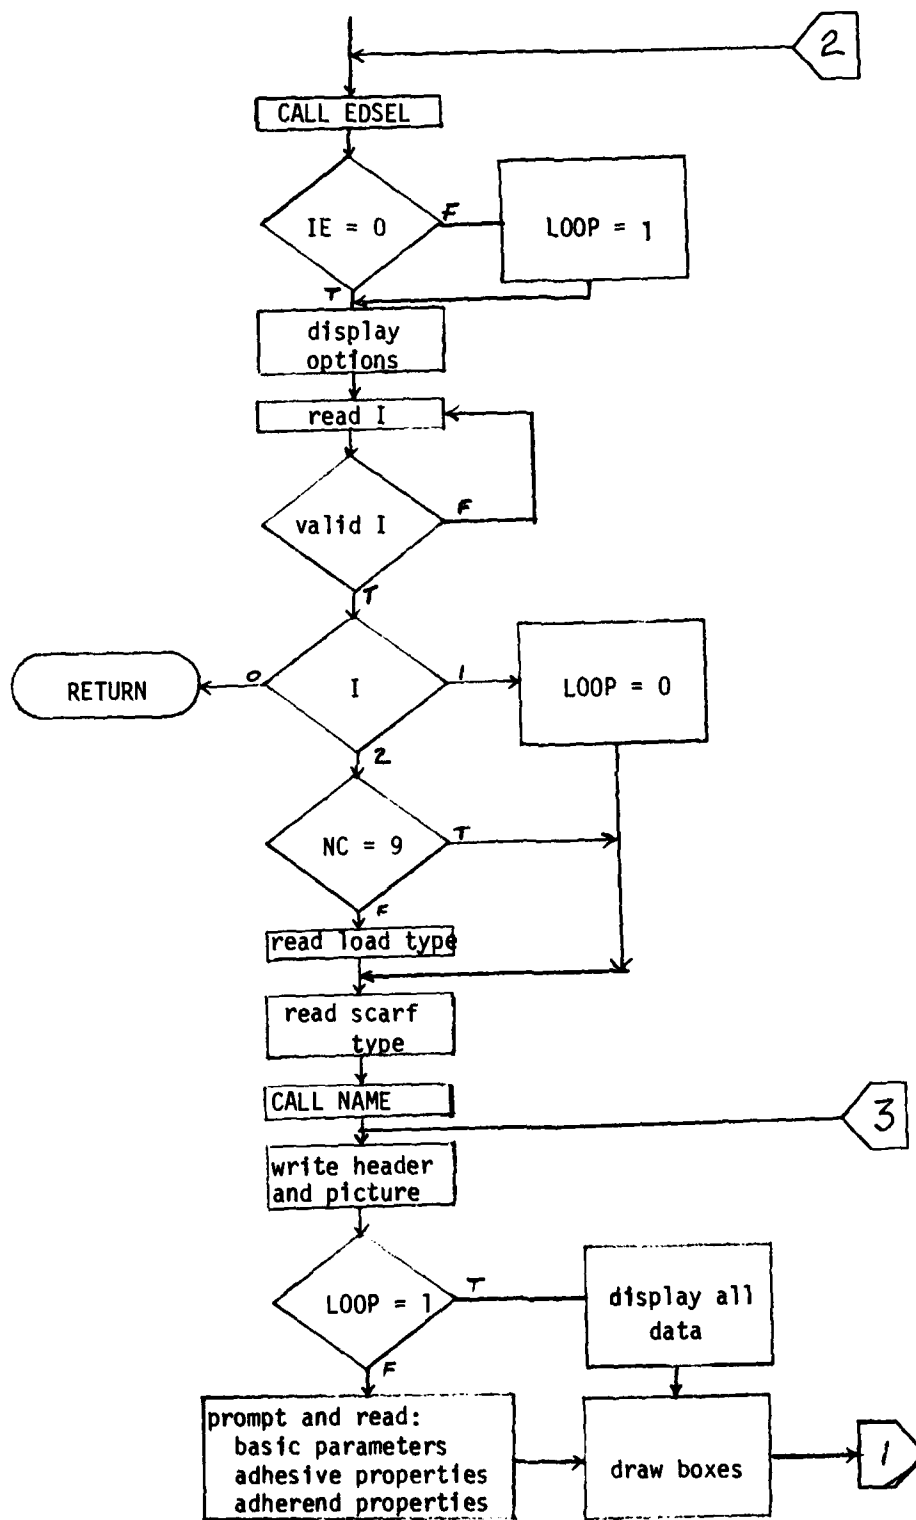 2
CALL EDSEL
IE = 0
F
LOOP = 1
T
display
options
read I
valid I
F
T
RETURN
0
I
1
LOOP = 0
2
NC = 9
T
F
read load type
read scarf
type
CALL NAME
3
write header
and picture
LOOP = 1
T
display all
data
F
prompt and read:
basic parameters
adhesive properties
adherend properties
draw boxes
1